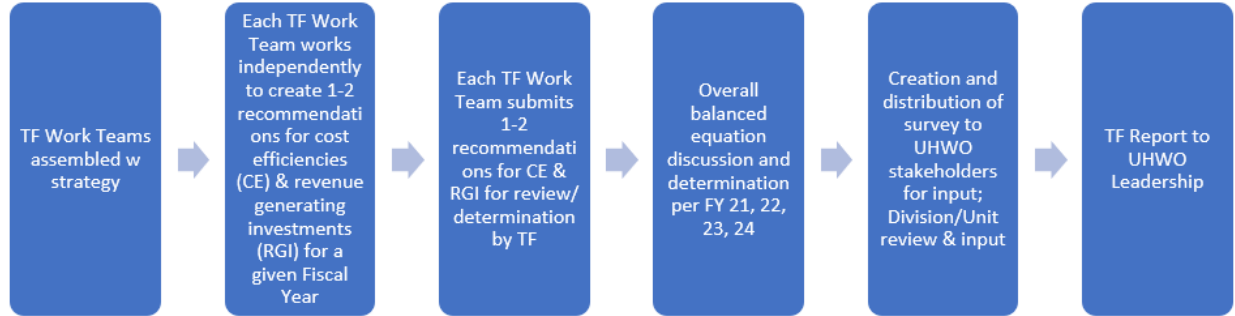 TF Work Teams
assembled w
strategy
Each TF Work
Team works
independently
to create 1-2
recommendati
ons for cost
efficiencies
(CE) & revenue
generating
investments
(RGI) for a
given Fiscal
Year
Each TF Work
Team submits
1-2
recommendati
ons for CE &
RGI for review/
determination
by TF
Overall
balanced
equation
discussion and
determination
per FY 21, 22,
23, 24
Creation and
distribution of
survey to
UHWO
stakeholders
for input;
Division/Unit
review & input
TF Report to
UHWO
Leadership